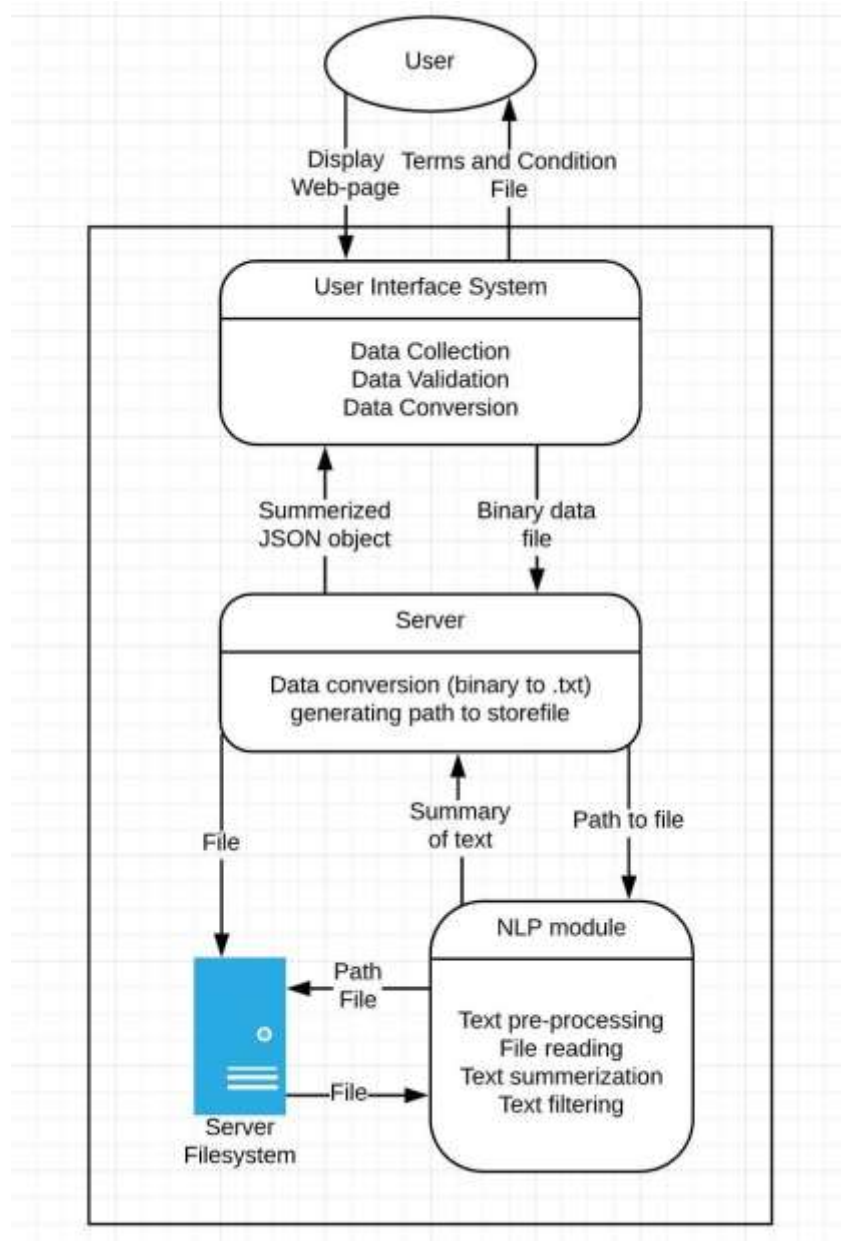 User
Display
Web-page
Terms and Condition
File
User Interface System
Data Collection
Data Validation
Data Conversion
Summerized
JSON object
Binary data
file
Server
Data conversion (binary to .txt)
generating path to storefile
File
Summary
of text
Path to file
NLP module
Text pre-processing
File reading
Text summerization
Text filtering
Path
File
File
Server
Filesystem